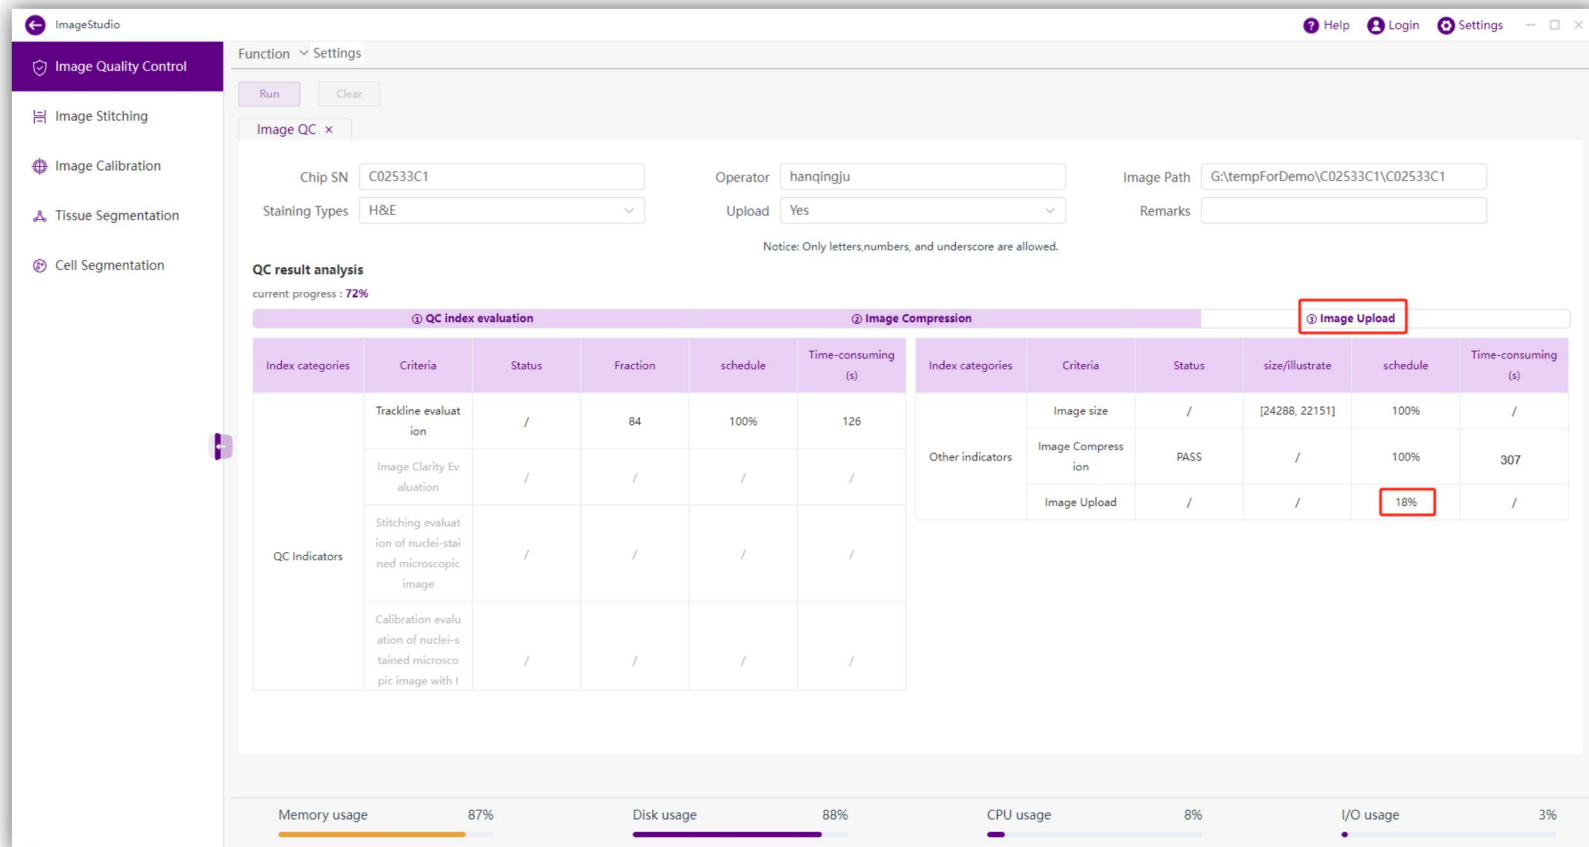 ImageStudio
Help Login Settings
Image Quality Control
Image Stitching
Image Calibration
Tissue Segmentation
Cell Segmentation
Function Settings
Run Clear
Image QC ×
Chip SN C02533C1 Operator hanqingju Image Path G:\tempForDemo\C02533C1\C02533C1
Staining Types H&E Upload Yes Remarks
Notice: Only letters,numbers, and underscore are allowed.
QC result analysis
current progress : 72%
① QC index evaluation ② Image Compression ③ Image Upload
Index categories Criteria Status Fraction schedule Time-consuming
(s)
QC Indicators
Trackline evaluat
ion
/ 84 100% 126
Image Clarity Ev
aluation
/ / / /
Stitching evaluat
ion of nuclei-stai
ned microscopic
image
/ / / /
Calibration evalu
ation of nuclei-s
tained microsco
pic image with I
/ / / /
Index categories Criteria Status size/illustrate schedule Time-consuming
(s)
Other indicators
Image size / [24288, 22151] 100% /
Image Compress
ion
PASS / 100% 307
Image Upload / / 18% /
Memory usage 87% Disk usage 88% CPU usage 8% I/O usage 3%